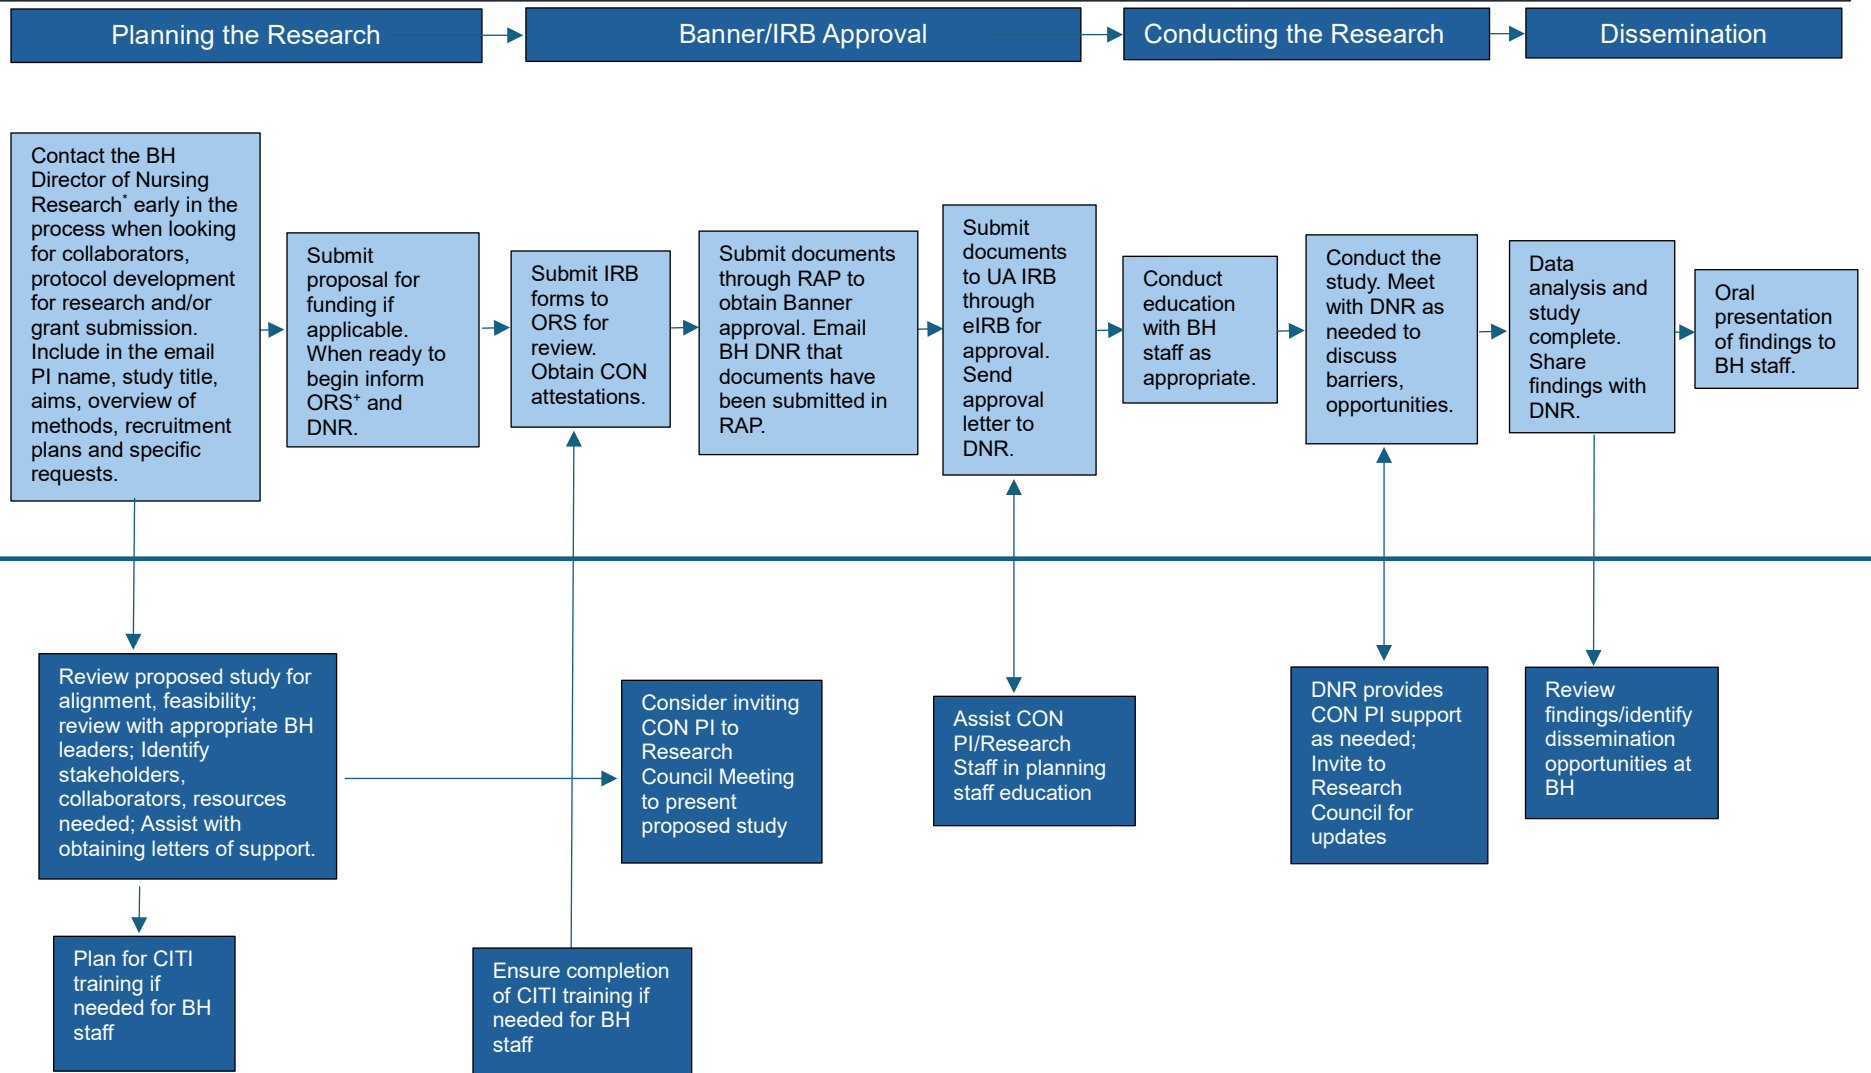 Planning the Research
Banner/IRB Approval
Conducting the Research
Dissemination
Contact the BH
Director of Nursing
Research* early in the
process when looking
for collaborators,
protocol development
for research and/or
grant submission.
Include in the email
PI name, study title,
aims, overview of
methods, recruitment
plans and specific
requests.
Submit
proposal for
funding if
applicable.
When ready to
begin inform
ORS+ and
DNR.
Submit IRB
forms to
ORS for
review.
Obtain CON
attestations.
Submit documents
through RAP to
obtain Banner
approval. Email
BH DNR that
documents have
been submitted in
RAP.
Submit
documents
to UA IRB
through
eIRB for
approval.
Send
approval
letter to
DNR.
Conduct
education
with BH
staff as
appropriate.
Conduct the
study. Meet
with DNR as
needed to
discuss
barriers,
opportunities.
Data
analysis and
study
complete.
Share
findings with
DNR.
Oral
presentation
of findings to
BH staff.
Review proposed study for
alignment, feasibility;
review with appropriate BH
leaders; Identify
stakeholders,
collaborators, resources
needed; Assist with
obtaining letters of support.
Consider inviting
CON PI to
Research
Council Meeting
to present
proposed study
Assist CON
PI/Research
Staff in planning
staff education
DNR provides
CON PI support
as needed;
Invite to
Research
Council for
updates
Review
findings/identify
dissemination
opportunities at
BH
Plan for CITI
training if
needed for BH
staff
Ensure completion
of CITI training if
needed for BH
staff